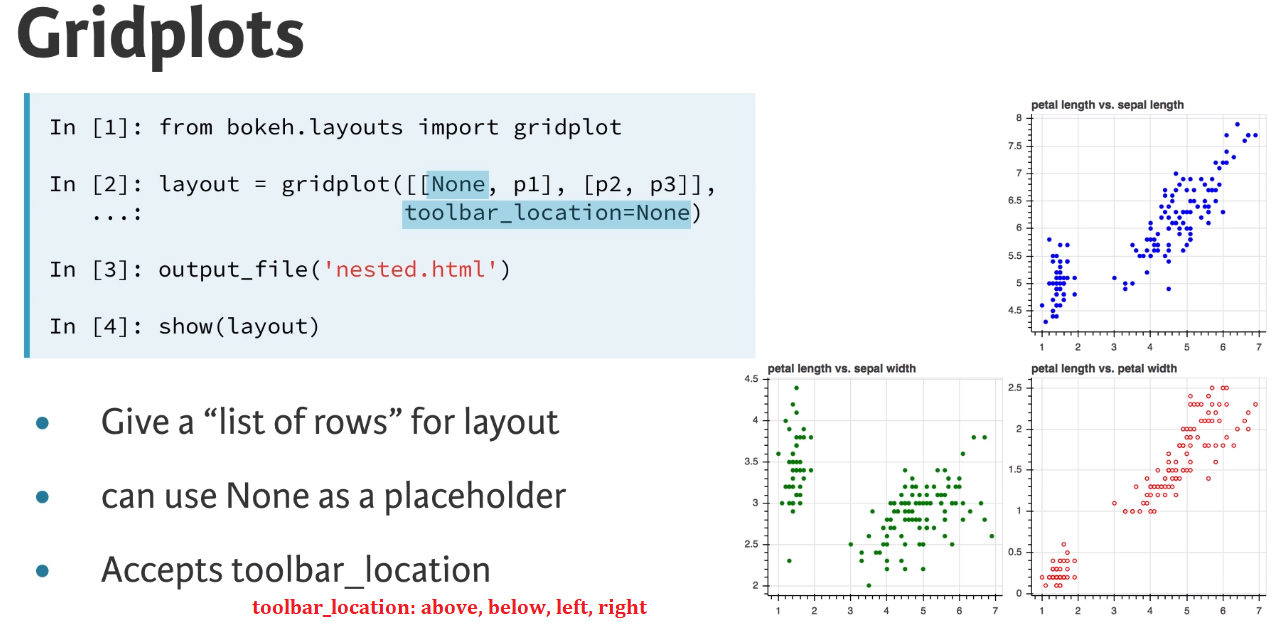 Gridplots
In [1]: from bokeh.layouts import gridplot
In [2]: layout = gridplot([[None, p1], [p2, p3]],
...: toolbar_location=None)
In [3]: output_file('nested.html')
In [4]: show(layout)
• Give a “list of rows” for layout
• can use None as a placeholder
• Accepts toolbar_location
toolbar_location: above, below, left, right
petal length vs. sepal length
8
7.5
7
6.5
6
5.5
5
4.5
1 2 3 4 5 6 7
petal length vs. sepal width
4.5
4
3.5
3
2.5
2
1 2 3 4 5 6 7
petal length vs. petal width
2.5
2
1.5
1
0.5
0
1 2 3 4 5 6 7